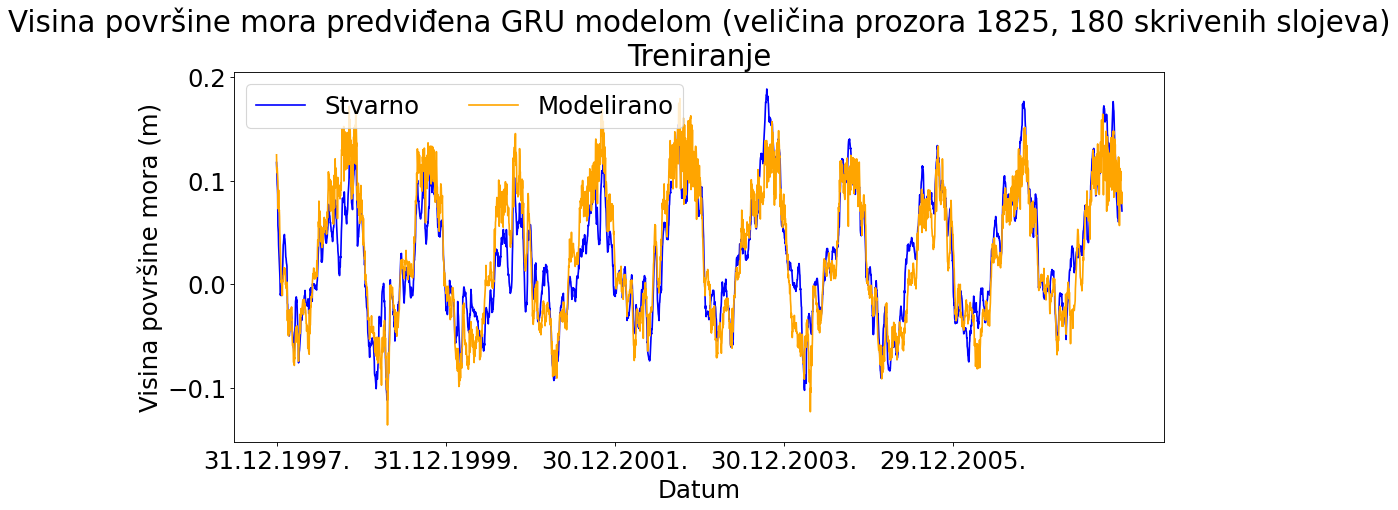 Visina površine mora predviđena GRU modelom (veličina prozora 1825, 180 skrivenih slojeva)
Treniranje
Stvarno Modelirano
Visina površine mora (m)
0.2
0.1
0.0
−0.1
31.12.1997. 31.12.1999. 30.12.2001. 30.12.2003. 29.12.2005.
Datum